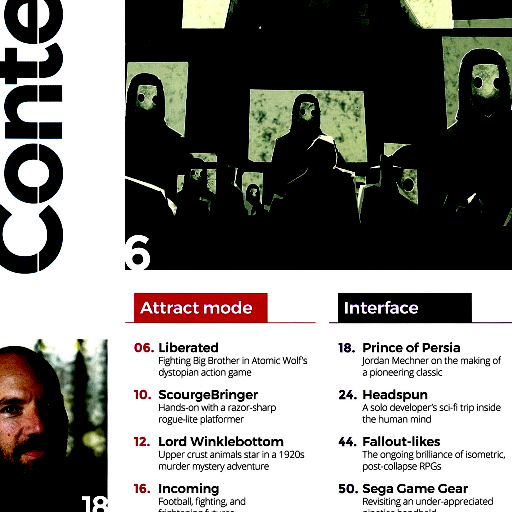 Conte
6
Attract mode
06. Liberated
Fighting Big Brother in Atomic Wolf's
dystopian action game
10. ScourgeBringer
Hands-on with a razor-sharp
rogue-lite platformer
12. Lord Winklebottom
Upper crust animals star in a 1920s
murder mystery adventure
16. Incoming
Football, fighting, and
frightening futures
Interface
18. Prince of Persia
Jordan Mechner on the making of
a pioneering classic
24. Headspun
A solo developer's sci-fi trip inside
the human mind
44. Fallout-likes
The ongoing brilliance of isometric,
post-collapse RPGs
50. Sega Game Gear
Revisiting an under-appreciated
nineties handheld
18